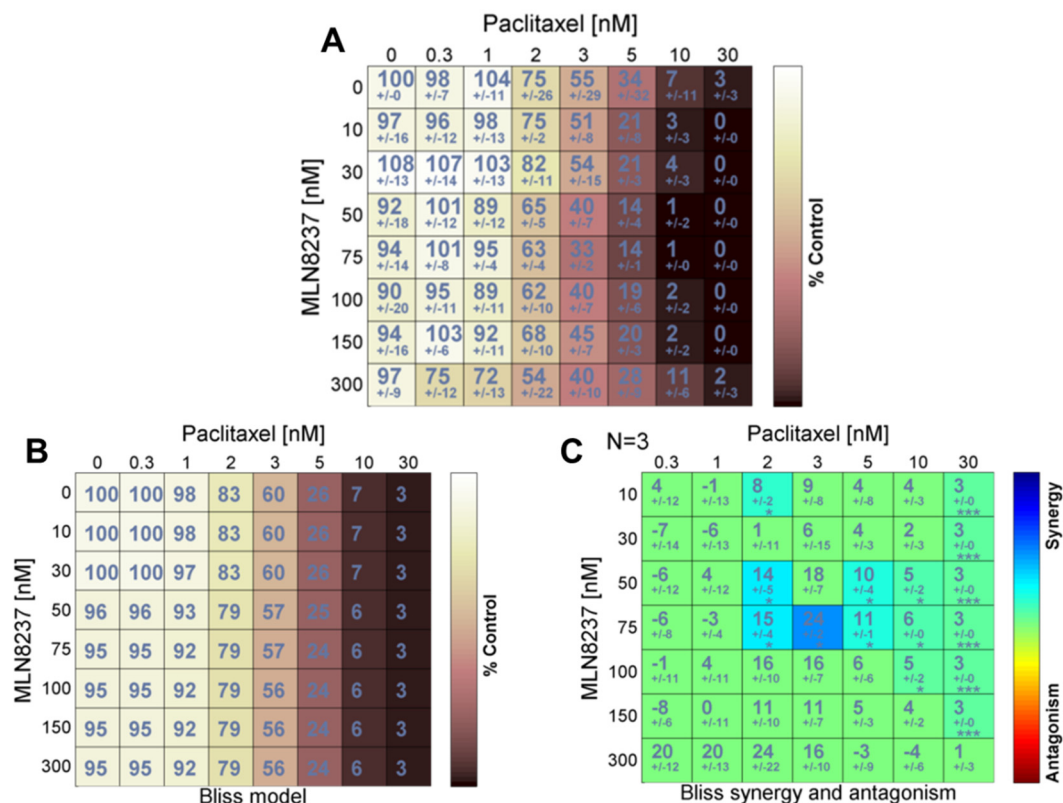 A
Paclitaxel [nM]
0 0.3 1 2 3 5 10 30
MLN8237 [nM]
0 100 98 104 75 55 34 7 3
+/-0 +/-7 +/-11 +/-26 +/-29 +/-32 +/-11 +/-3
10 97 96 98 75 51 21 3 0
+/-16 +/-12 +/-13 +/-2 +/-8 +/-3 +/-0
30 108 107 103 82 54 21 4 0
+/-13 +/-14 +/-13 +/-11 +/-15 +/-3 +/-3 +/-0
50 92 101 89 65 40 14 1 0
+/-18 +/-12 +/-12 +/-5 +/-7 +/-4 +/-2 +/-0
75 94 101 95 63 33 14 1 0
+/-14 +/-8 +/-4 +/-4 +/-2 +/-1 +/-0 +/-0
100 90 95 89 62 40 19 2 0
+/-20 +/-11 +/-11 +/-10 +/-7 +/-6 +/-2 +/-0
150 94 103 92 68 45 20 2 0
+/-16 +/-6 +/-11 +/-10 +/-7 +/-3 +/-2 +/-0
300 97 75 72 54 40 28 11 2
+/-9 +/-12 +/-13 +/-22 +/-10 +/-6 +/-3
% Control
B
Paclitaxel [nM]
0 0.3 1 2 3 5 10 30
MLN8237 [nM]
0 100 100 98 83 60 26 7 3
10 100 100 98 83 60 26 7 3
30 100 100 97 83 60 26 7 3
50 96 96 93 79 57 25 6 3
75 95 95 92 79 57 24 6 3
100 95 95 92 79 56 24 6 3
150 95 95 92 79 56 24 6 3
300 95 95 92 79 56 24 6 3
Bliss model
% Control
C
N=3
Paclitaxel [nM]
0.3 1 2 3 5 10 30
MLN8237 [nM]
10 4 -1 8 9 4 4 3
+/-12 +/-13 +/-2 +/-8 +/-8 +/-3 +/-0
* ***
30 -7 -6 1 6 4 2 3
+/-14 +/-13 +/-11 +/-15 +/-3 +/-3 +/-0
***
50 -6 4 14 18 10 5 3
+/-12 +/-12 +/-5 +/-7 +/-4 +/-2 +/-0
* * * ***
75 -6 -3 15 24 11 6 3
+/-8 +/-4 +/-4 +/-1 +/-0 +/-0
* * * ***
100 -1 4 16 16 6 5 3
+/-11 +/-11 +/-10 +/-7 +/-6 +/-2 +/-0
* ***
150 -8 0 11 11 5 4 3
+/-6 +/-11 +/-10 +/-7 +/-3 +/-2 +/-0
***
300 20 20 24 16 -3 -4 1
+/-12 +/-13 +/-22 +/-10 +/-9 +/-6 +/-3
Bliss synergy and antagonism
Synergy
Antagonism